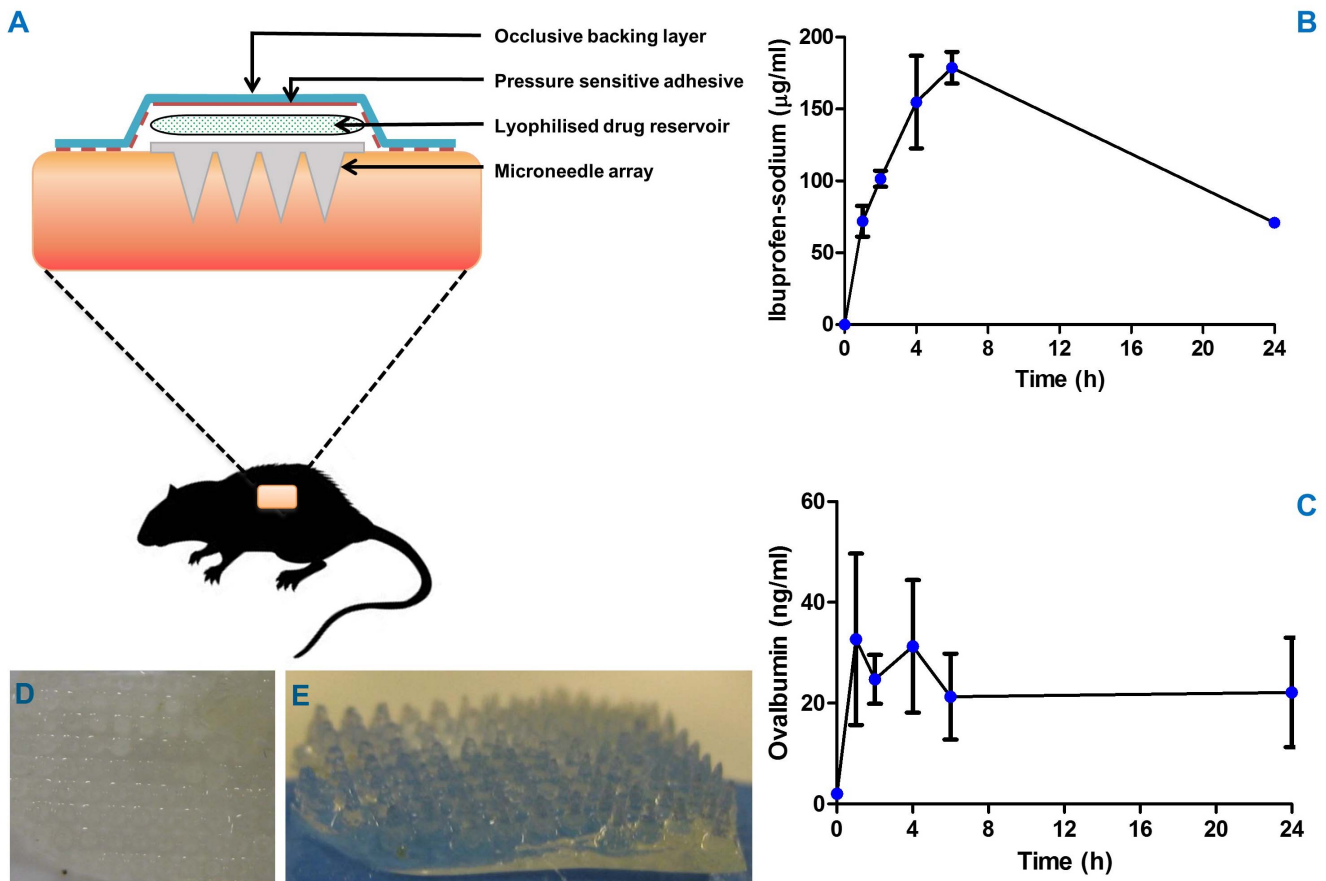 A
Occlusive backing layer
Pressure sensitive adhesive
Lyophilised drug reservoir
Microneedle array
B
Ibuprofen-sodium (µg/ml)
200
150
100
50
0
0 4 8 12 16 20 24
Time (h)
C
Ovalbumin (ng/ml)
60
40
20
0
0 4 8 12 16 20 24
Time (h)
D
E